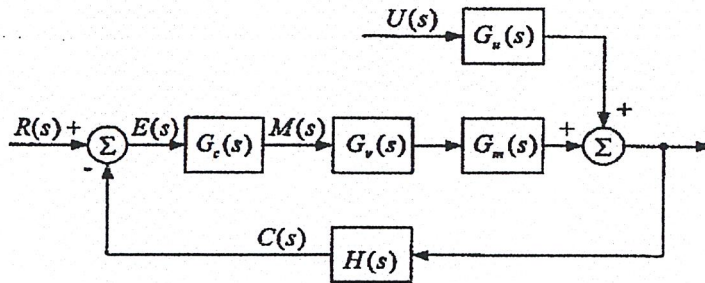 U(s)
G_u(s)
+
R(s) +
Σ
E(s)
G_c(s)
M(s)
G_v(s)
G_m(s)
+
Σ
-
C(s)
H(s)